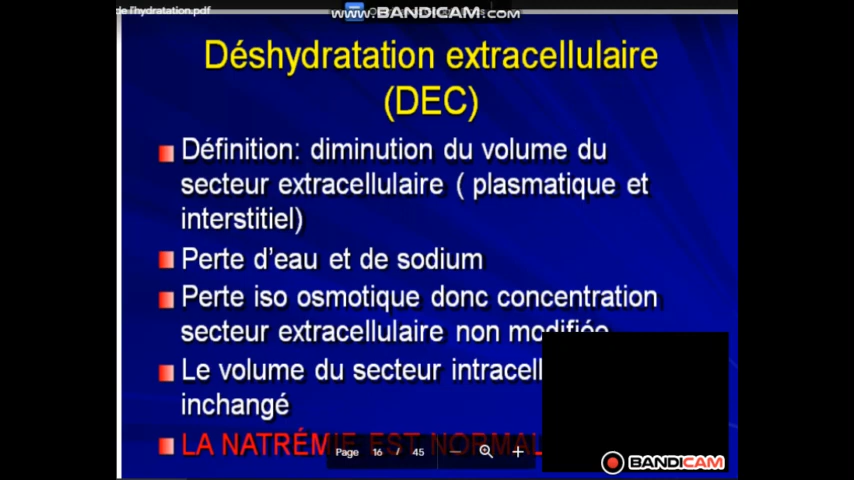 de l'hydratation.pdf
www.BANDICAM.com
Déshydratation extracellulaire
(DEC)
Définition: diminution du volume du
secteur extracellulaire ( plasmatique et
interstitiel)
Perte d'eau et de sodium
Perte iso osmotique donc concentration
secteur extracellulaire non modifiée
Le volume du secteur intracell
inchangé
LA NATRÉMIE EST NORMAL
Page 16 / 45
BANDICAM